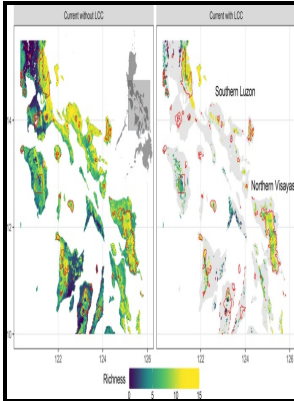 Current without LCC
Current with LCC
Southern Luzon
Northern Visayas
14
12
10
122
124
126
122
124
126
Richness
0
5
10
15